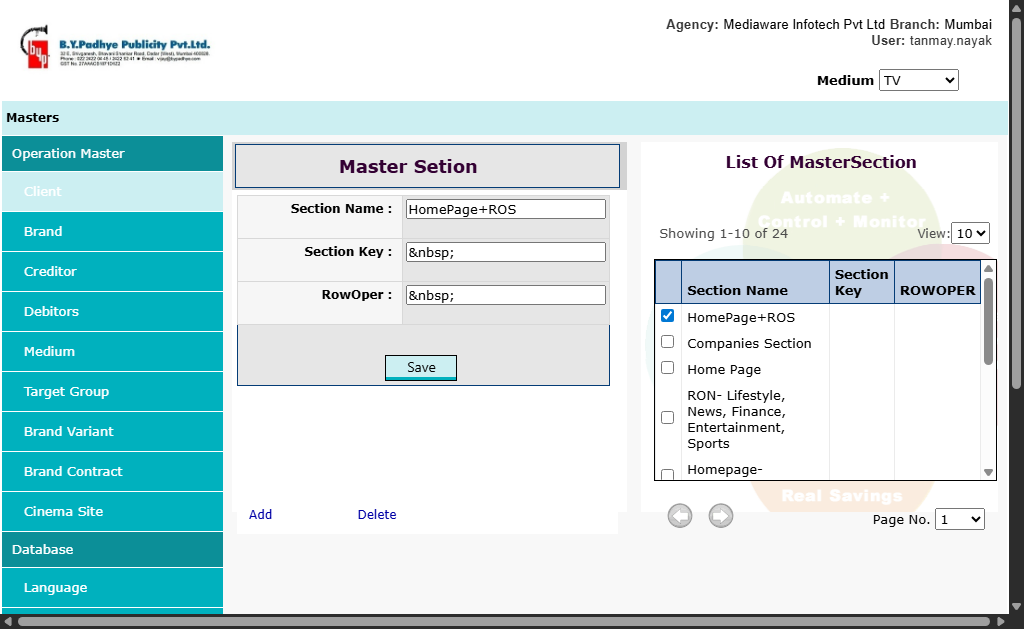 B.Y.Padhye Publicity Pvt.Ltd.
Agency: Mediaware Infotech Pvt Ltd Branch: Mumbai
User: tanmay.nayak
Medium TV
Masters
Operation Master
Client
Brand
Creditor
Debitors
Medium
Target Group
Brand Variant
Brand Contract
Cinema Site
Database
Language
Master Setion
Section Name : HomePage+ROS
Section Key : &nbsp;
RowOper : &nbsp;
Save
Add Delete
List Of MasterSection
Automate +
Control + Monitor
Showing 1-10 of 24 View: 10
Section Name Section Key ROWOPER
HomePage+ROS
Companies Section
Home Page
RON- Lifestyle,
News, Finance,
Entertainment,
Sports
Homepage-
Real Savings
Page No. 1